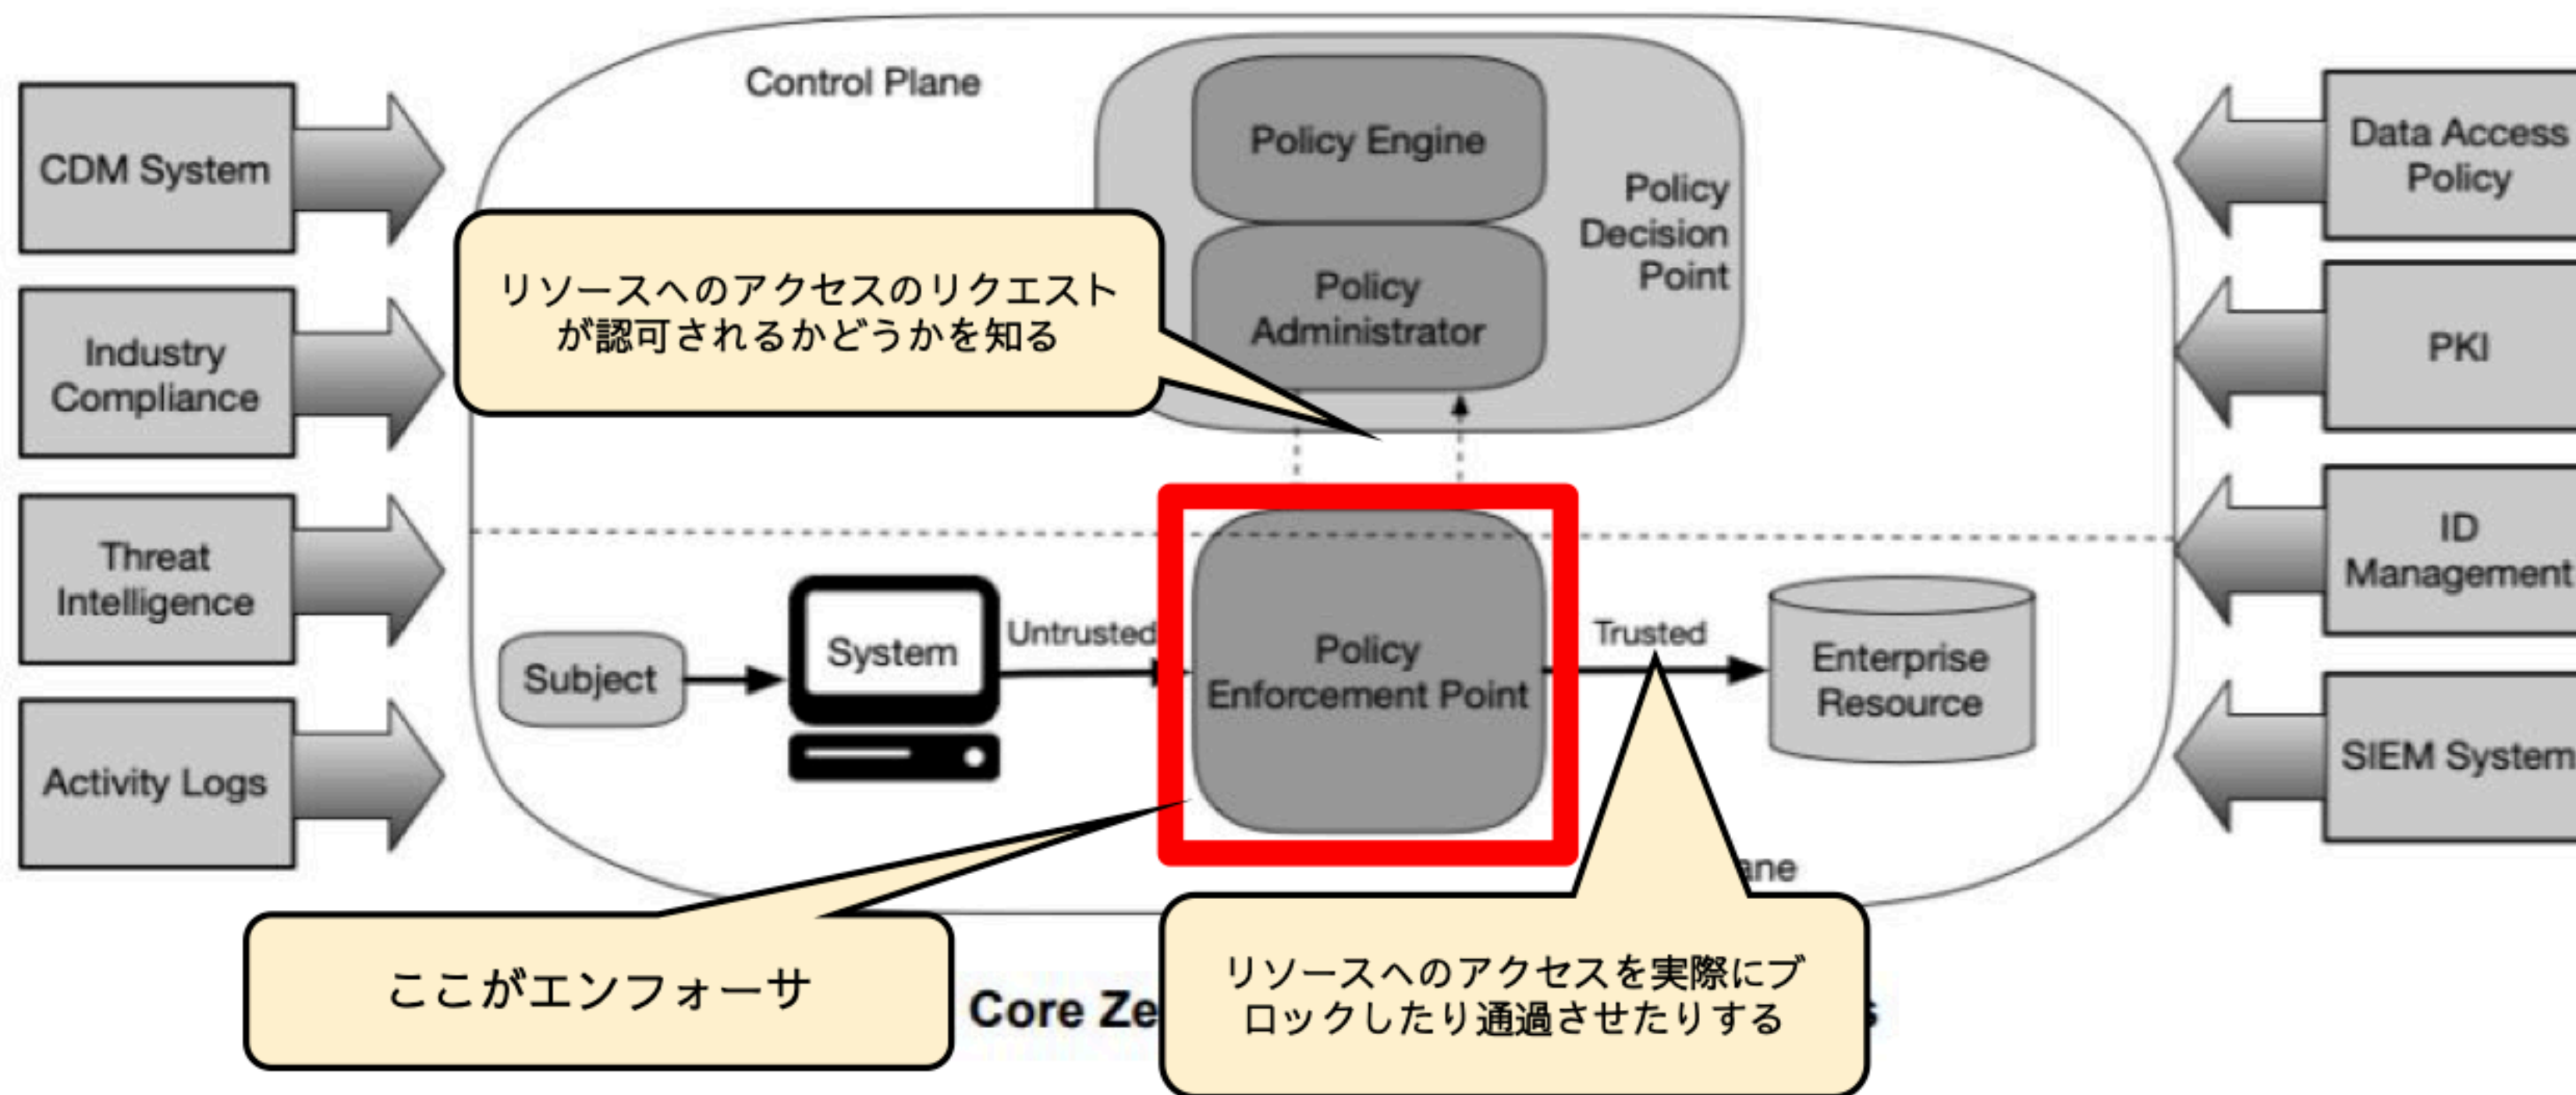 Control Plane
CDM System
Industry
Compliance
Threat
Intelligence
Activity Logs
Policy Engine
Policy
Administrator
Policy
Decision
Point
リソースへのアクセスのリクエスト
が認可されるかどうかを知る
Subject
System
Untrusted
Policy
Enforcement Point
Trusted
Enterprise
Resource
Data Access
Policy
PKI
ID
Management
SIEM System
ane
ここがエンフォーサ
Core Ze
リソースへのアクセスを実際にブ
ロックしたり通過させたりする